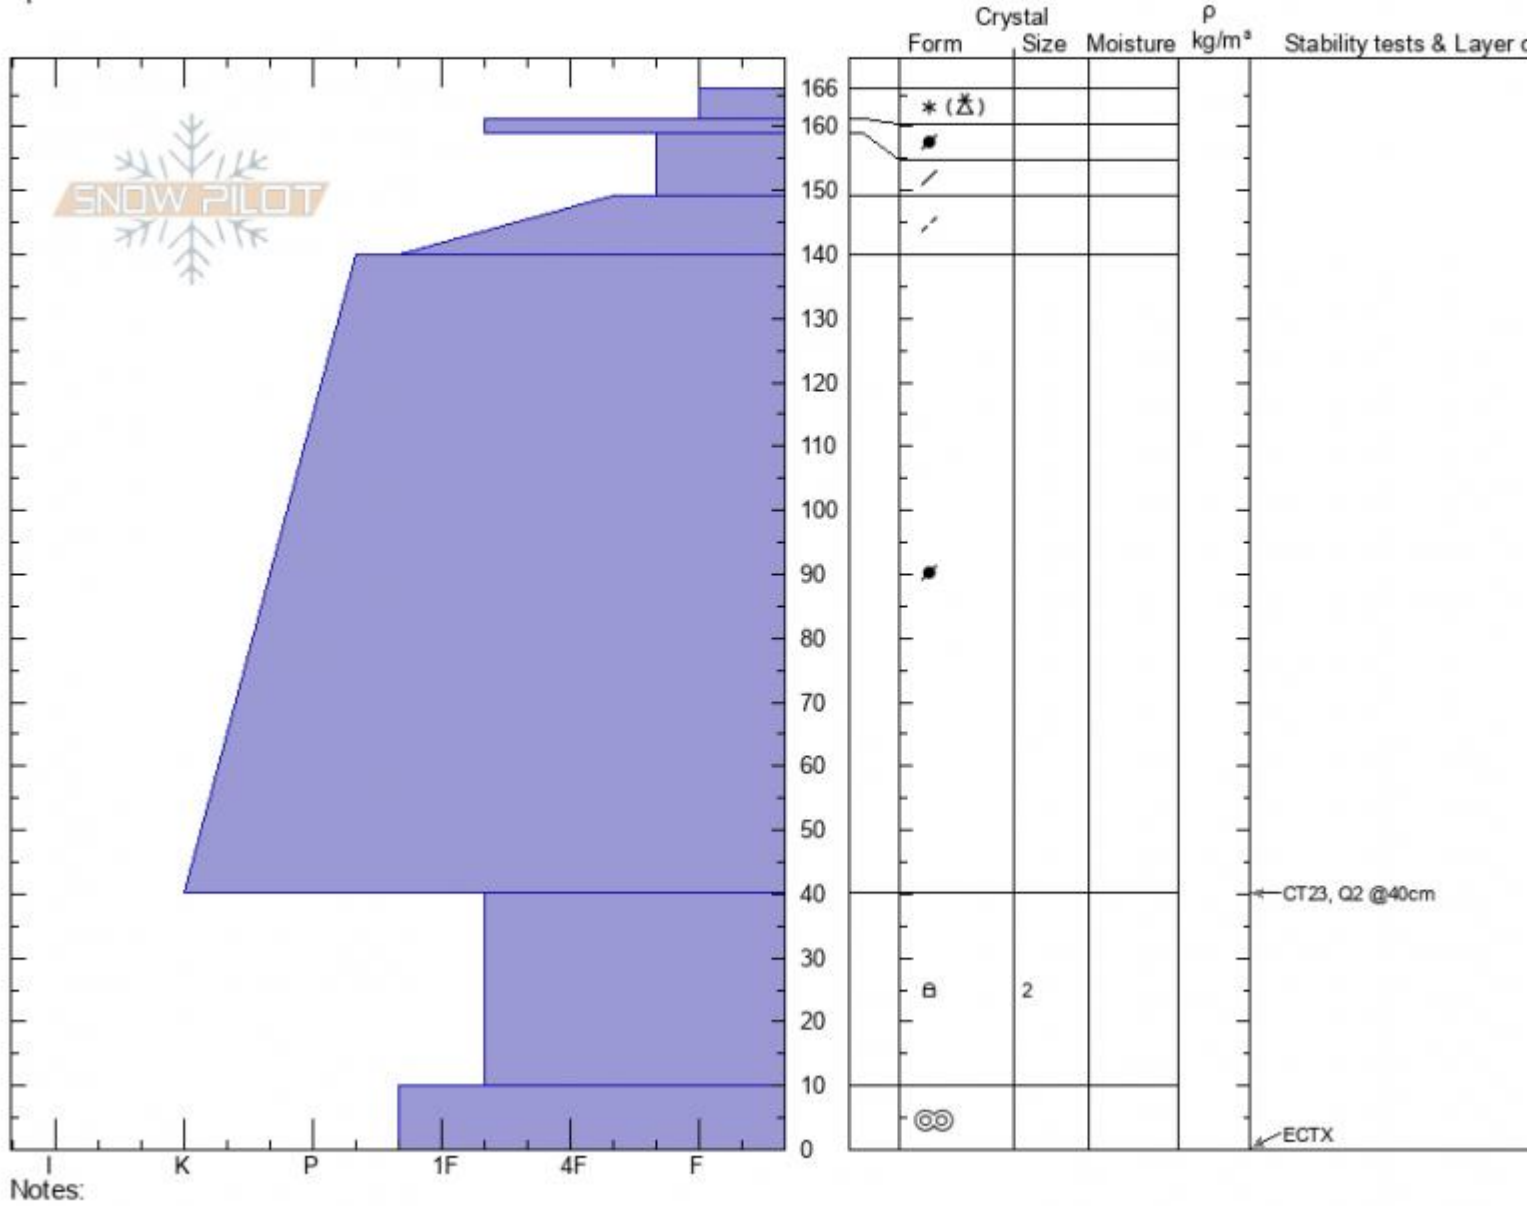 Crystal
ρ
Form Size Moisture kg/m³ Stability tests & Layer c
SNOW PILOT
166
160
150
140
130
120
110
100
90
80
70
60
50
40 CT23, Q2 @40cm
30
2
20
10
0 ECTX
I K P 1F 4F F
Notes: